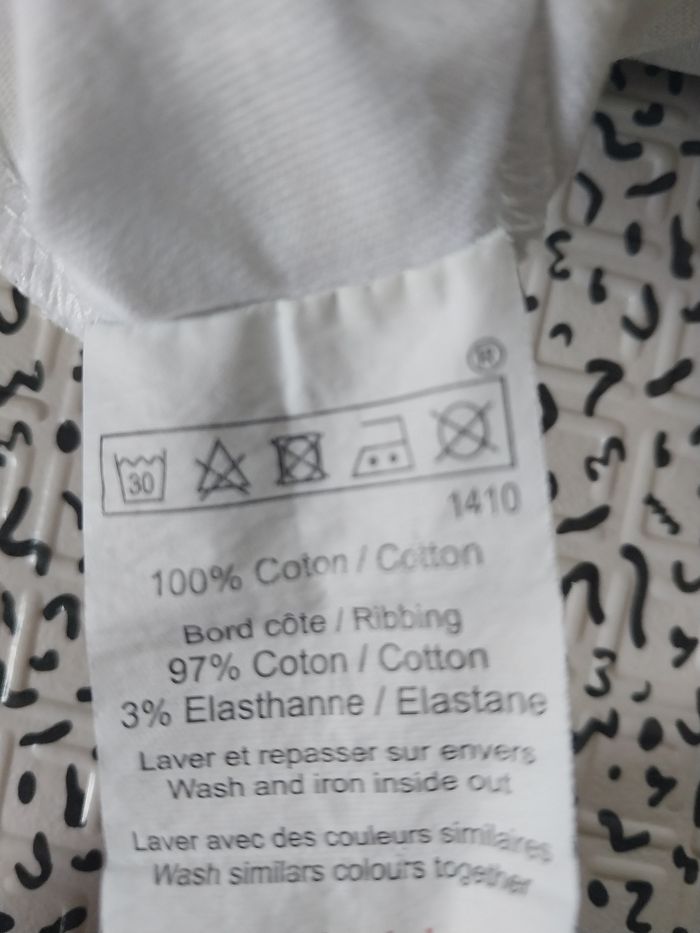 ®
30
1410
100% Coton / Cotton
Bord côte / Ribbing
97% Coton / Cotton
3% Elasthanne / Elastane
Laver et repasser sur envers
Wash and iron inside out
Laver avec des couleurs similaires
Wash similars colours together